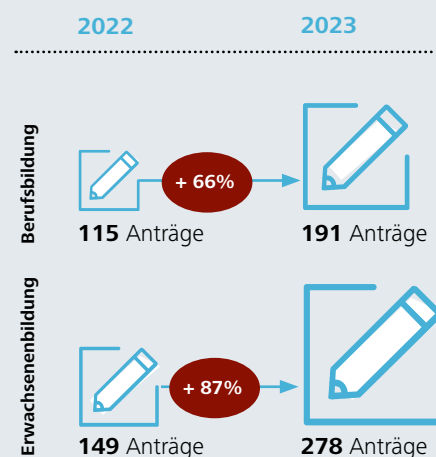 2022 2023
Berufsbildung
+ 66%
115 Anträge 191 Anträge
Erwachsenenbildung
+ 87%
149 Anträge 278 Anträge